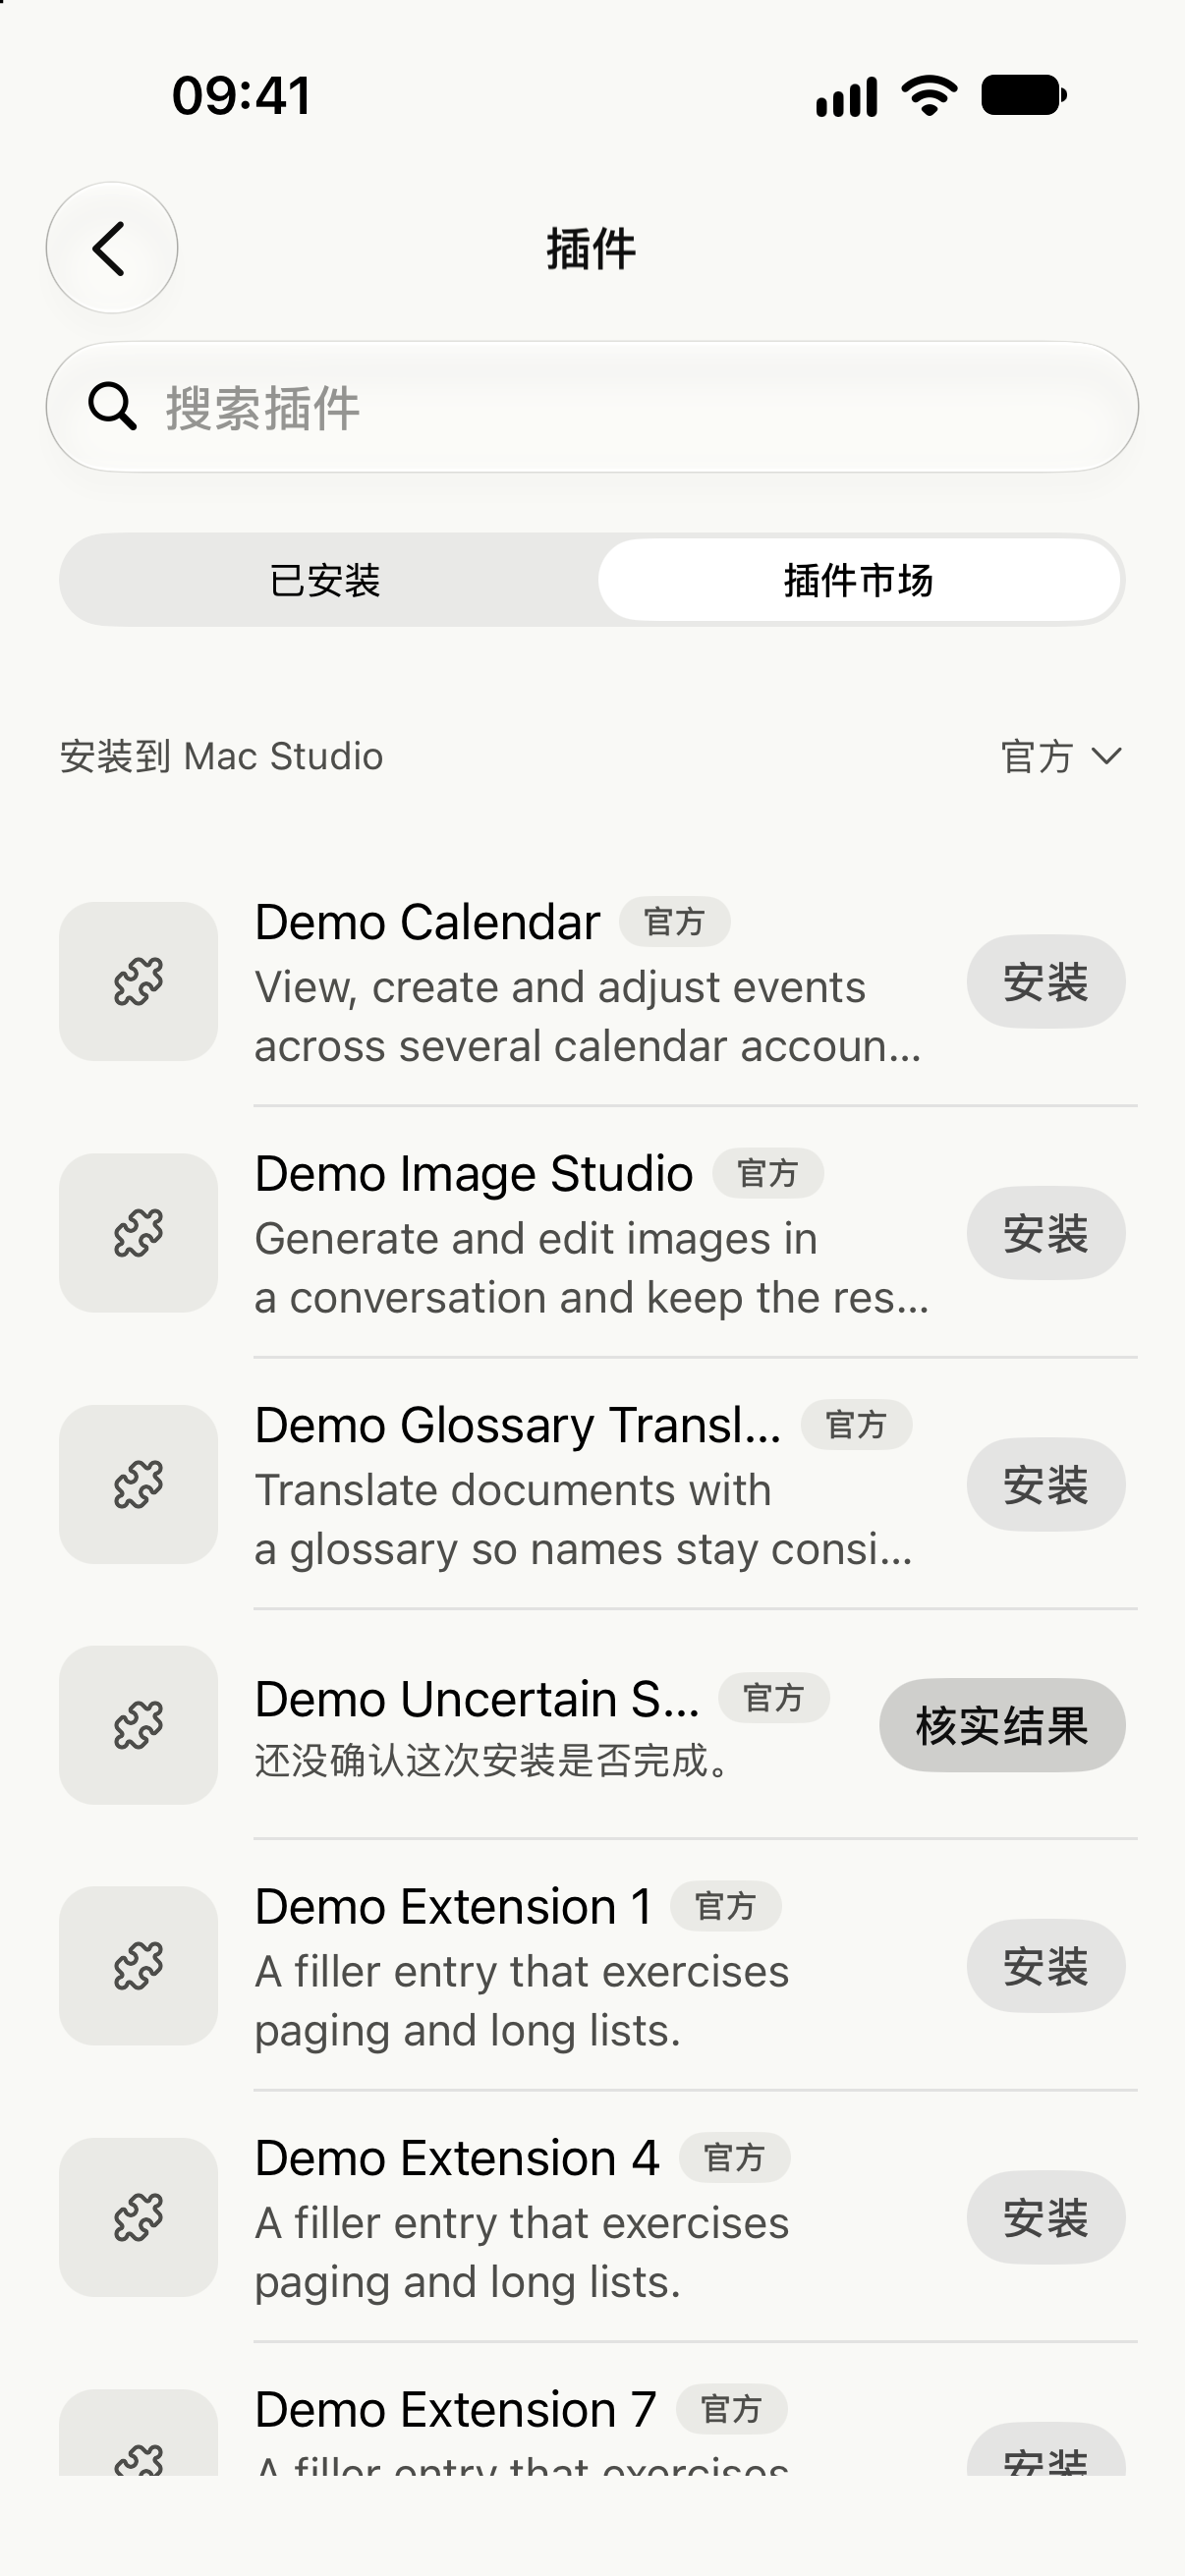 09:41
插件
搜索插件
已安装
插件市场
安装到 Mac Studio
官方
Demo Calendar 官方
View, create and adjust events
across several calendar accoun...
安装
Demo Image Studio 官方
Generate and edit images in
a conversation and keep the res...
安装
Demo Glossary Transl... 官方
Translate documents with
a glossary so names stay consi...
安装
Demo Uncertain S... 官方
还没确认这次安装是否完成。
核实结果
Demo Extension 1 官方
A filler entry that exercises
paging and long lists.
安装
Demo Extension 4 官方
A filler entry that exercises
paging and long lists.
安装
Demo Extension 7 官方
A filler entry that exercises
安装